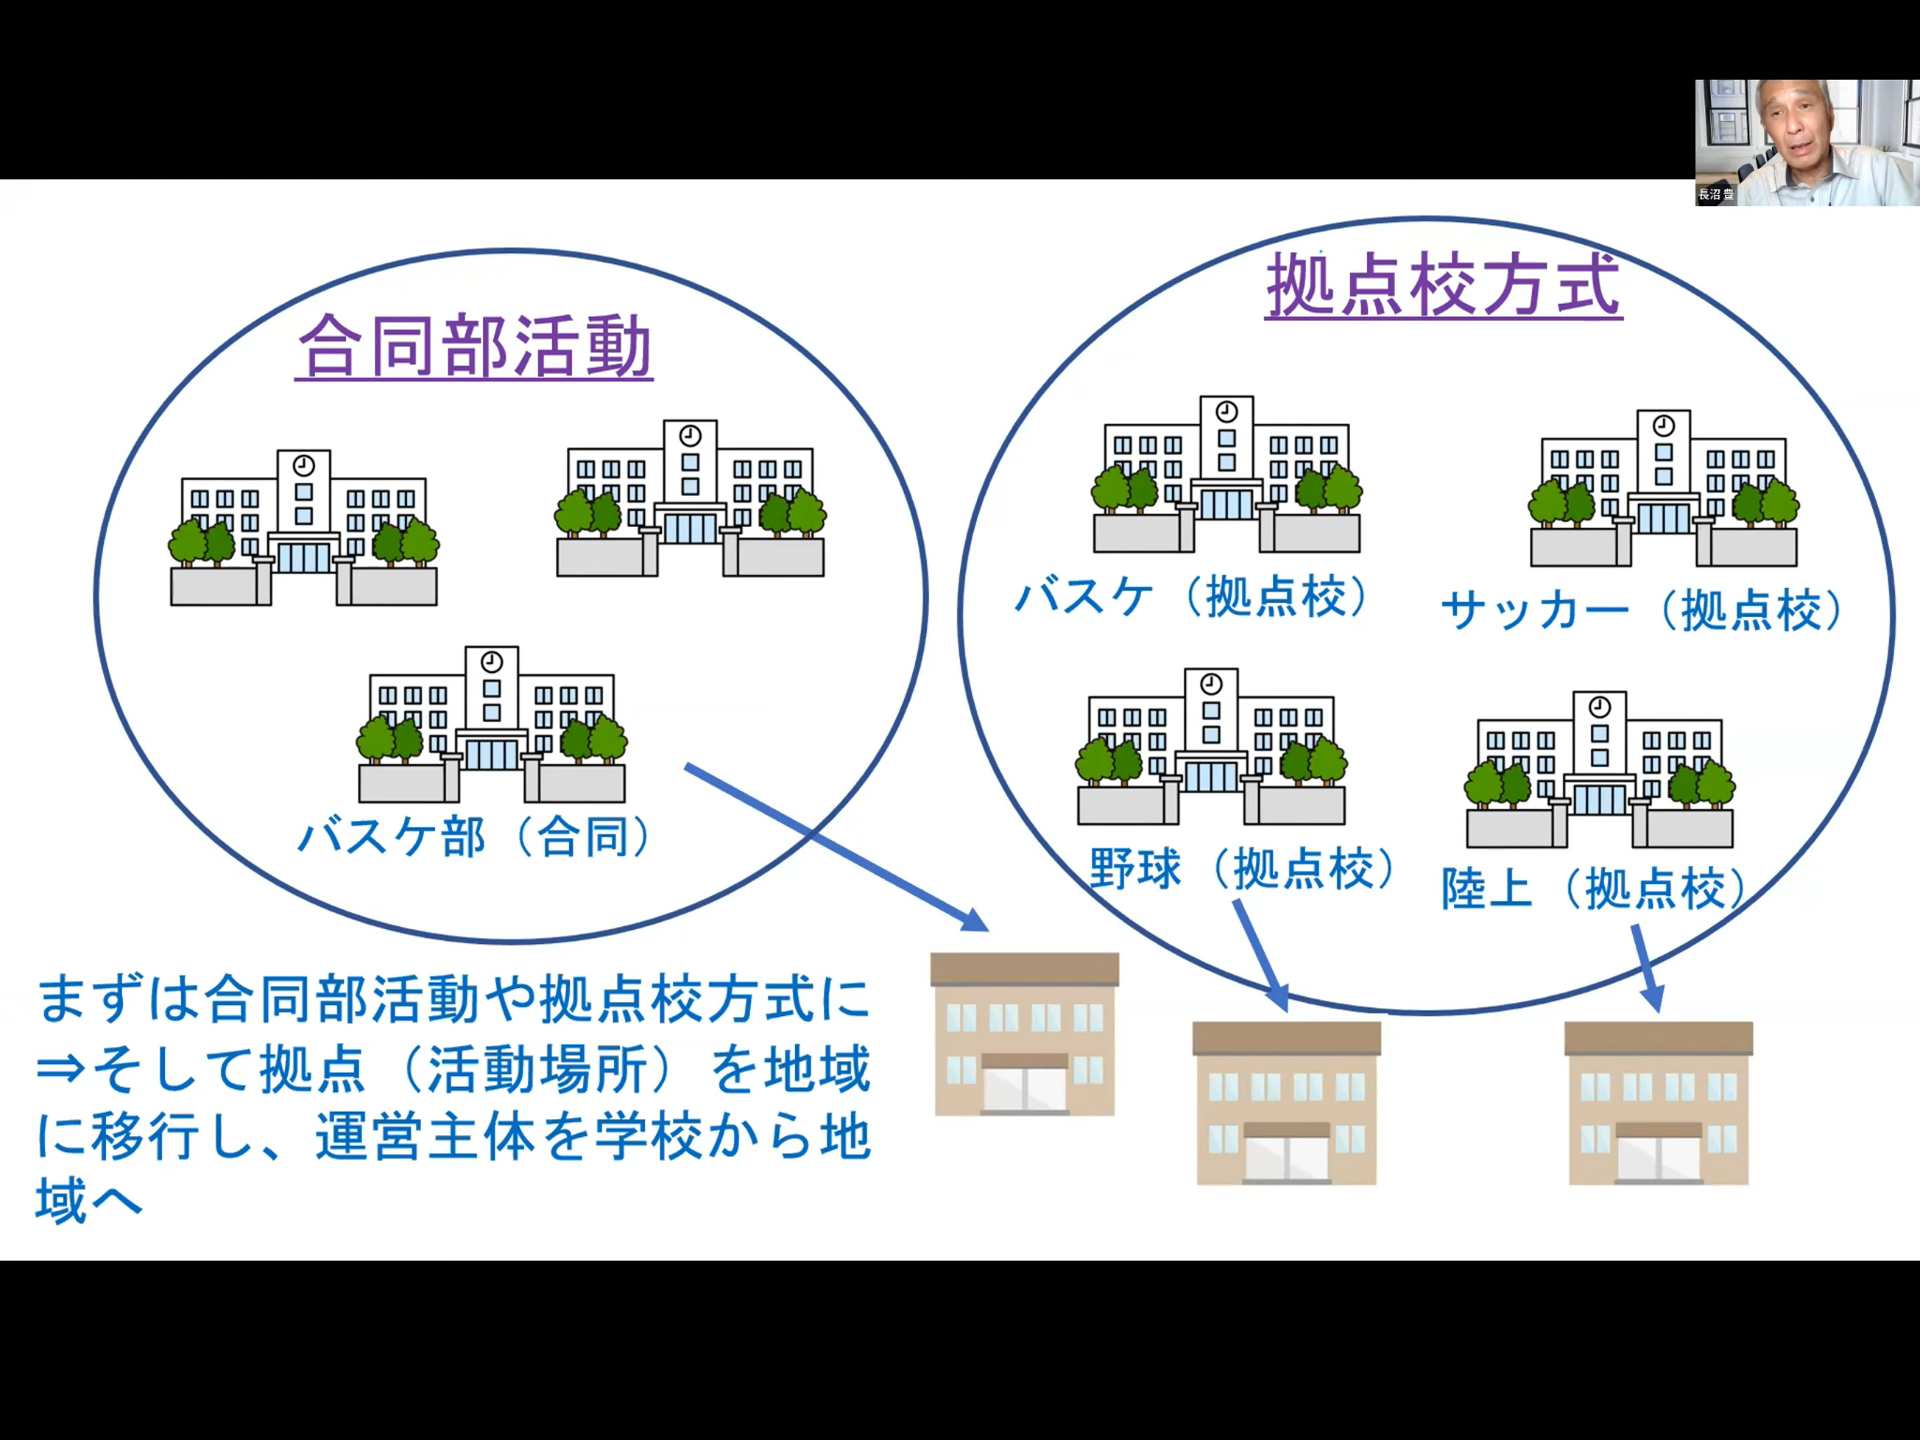 長沼 豊
合同部活動
拠点校方式
バスケ（拠点校）
サッカー（拠点校）
バスケ部（合同）
野球（拠点校）
陸上（拠点校）
まずは合同部活動や拠点校方式に
⇒そして拠点（活動場所）を地域
に移行し、運営主体を学校から地
域へ